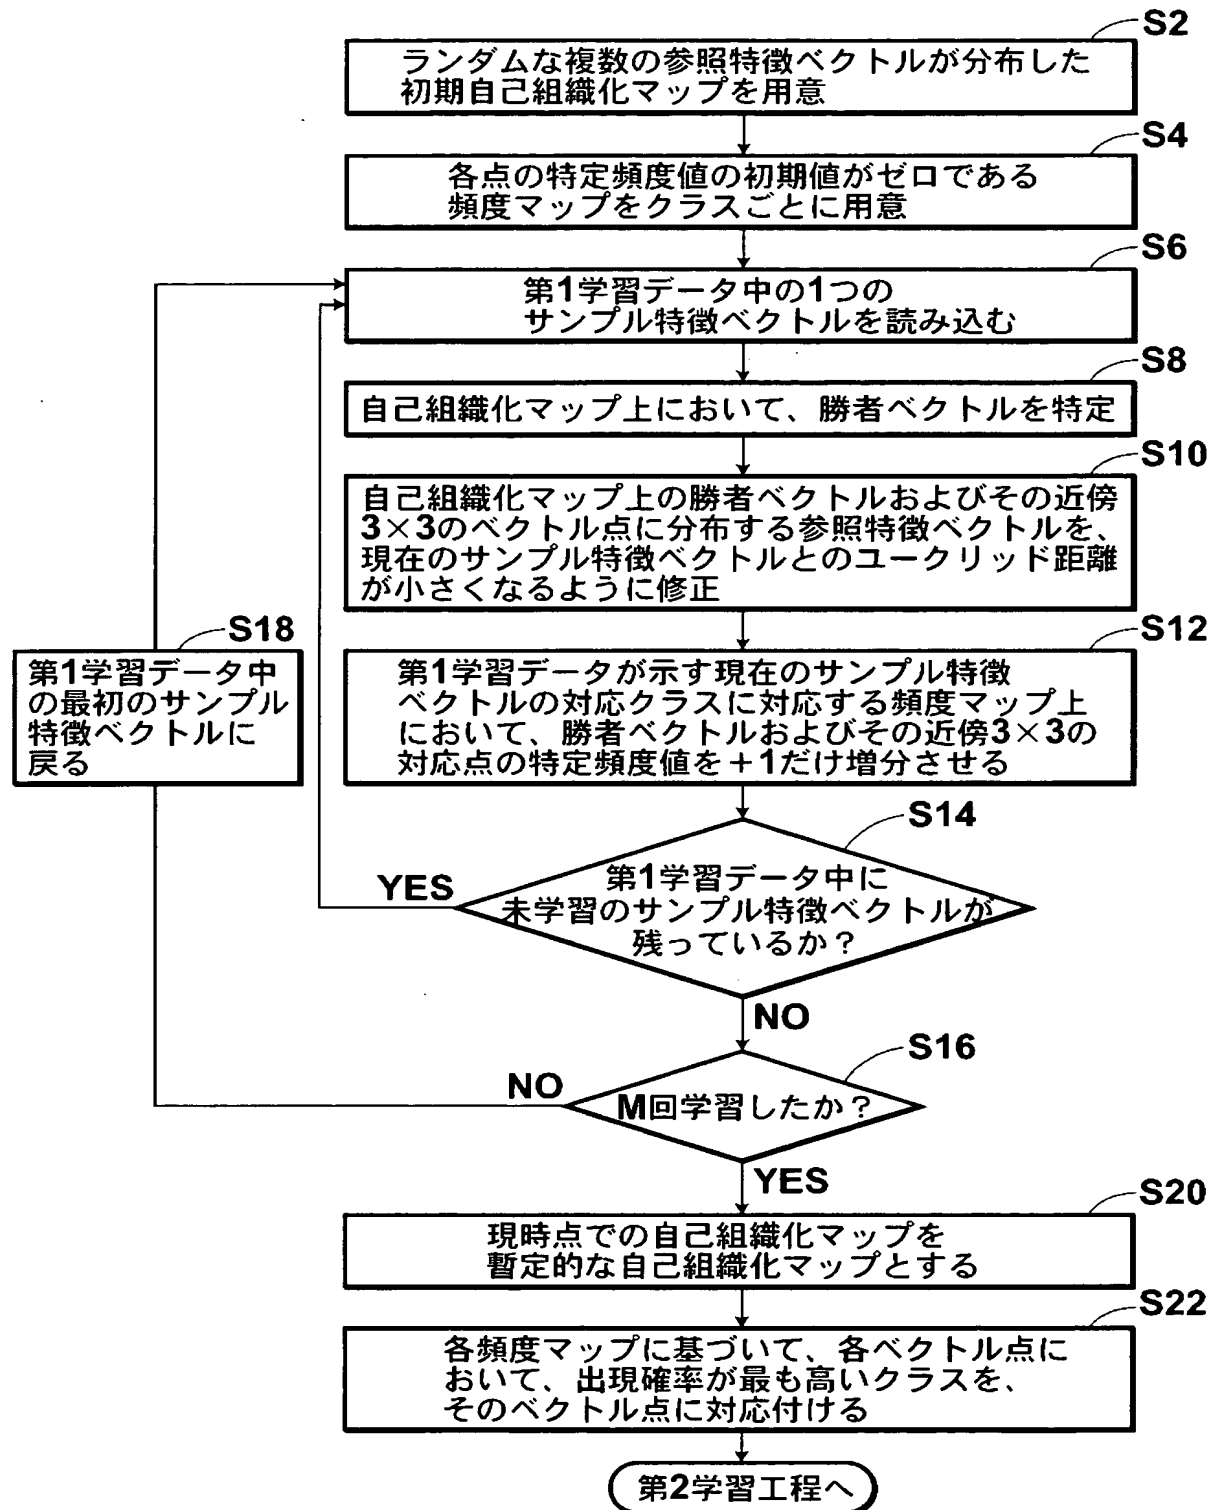 S2
ランダムな複数の参照特徴ベクトルが分布した
初期自己組織化マップを用意
S4
各点の特定頻度値の初期値がゼロである
頻度マップをクラスごとに用意
S6
第1学習データ中の1つの
サンプル特徴ベクトルを読み込む
S8
自己組織化マップ上において、勝者ベクトルを特定
S10
自己組織化マップ上の勝者ベクトルおよびその近傍
3×3のベクトル点に分布する参照特徴ベクトルを、
現在のサンプル特徴ベクトルとのユークリッド距離
が小さくなるように修正
S18
第1学習データ中
の最初のサンプル
特徴ベクトルに
戻る
S12
第1学習データが示す現在のサンプル特徴
ベクトルの対応クラスに対応する頻度マップ上
において、勝者ベクトルおよびその近傍3×3の
対応点の特定頻度値を+1だけ増分させる
S14
YES
第1学習データ中に
未学習のサンプル特徴ベクトルが
残っているか?
NO
S16
NO
M回学習したか?
YES
S20
現時点での自己組織化マップを
暫定的な自己組織化マップとする
S22
各頻度マップに基づいて、各ベクトル点に
おいて、出現確率が最も高いクラスを、
そのベクトル点に対応付ける
第2学習工程へ